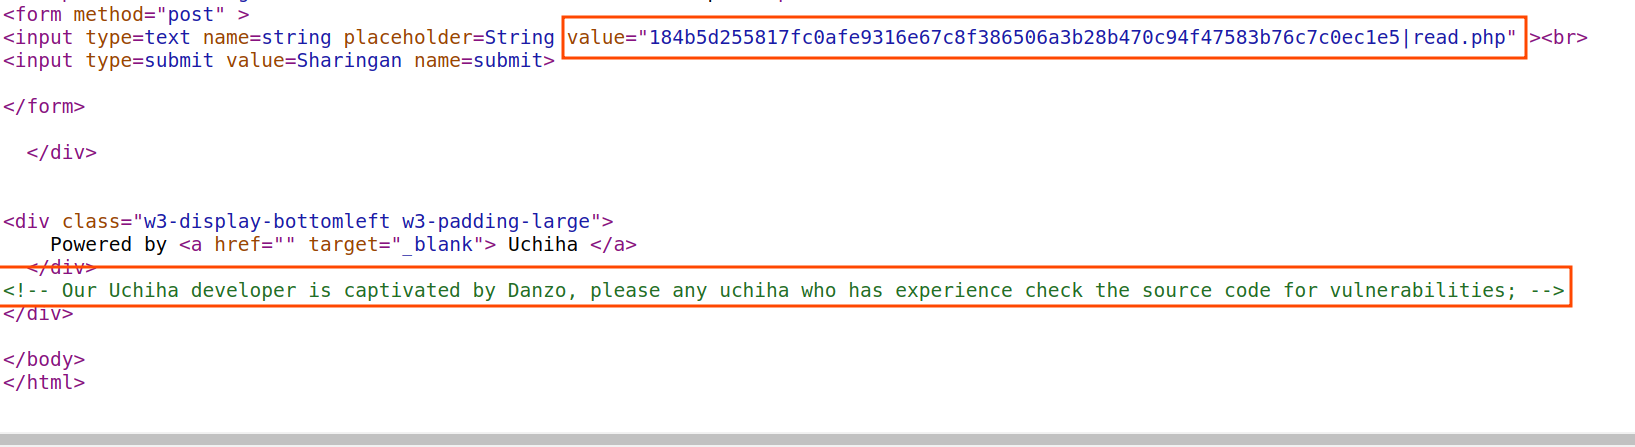 <form method="post" >
<input type=text name=string placeholder=String value="184b5d255817fc0afe9316e67c8f386506a3b28b470c94f47583b76c7c0ec1e5|read.php" ><br>
<input type=submit value=Sharingan name=submit>
</form>
</div>
<div class="w3-display-bottomleft w3-padding-large">
Powered by <a href="" target="_blank"> Uchiha </a>
</div>
<!-- Our Uchiha developer is captivated by Danzo, please any uchiha who has experience check the source code for vulnerabilities; -->
</div>
</body>
</html>